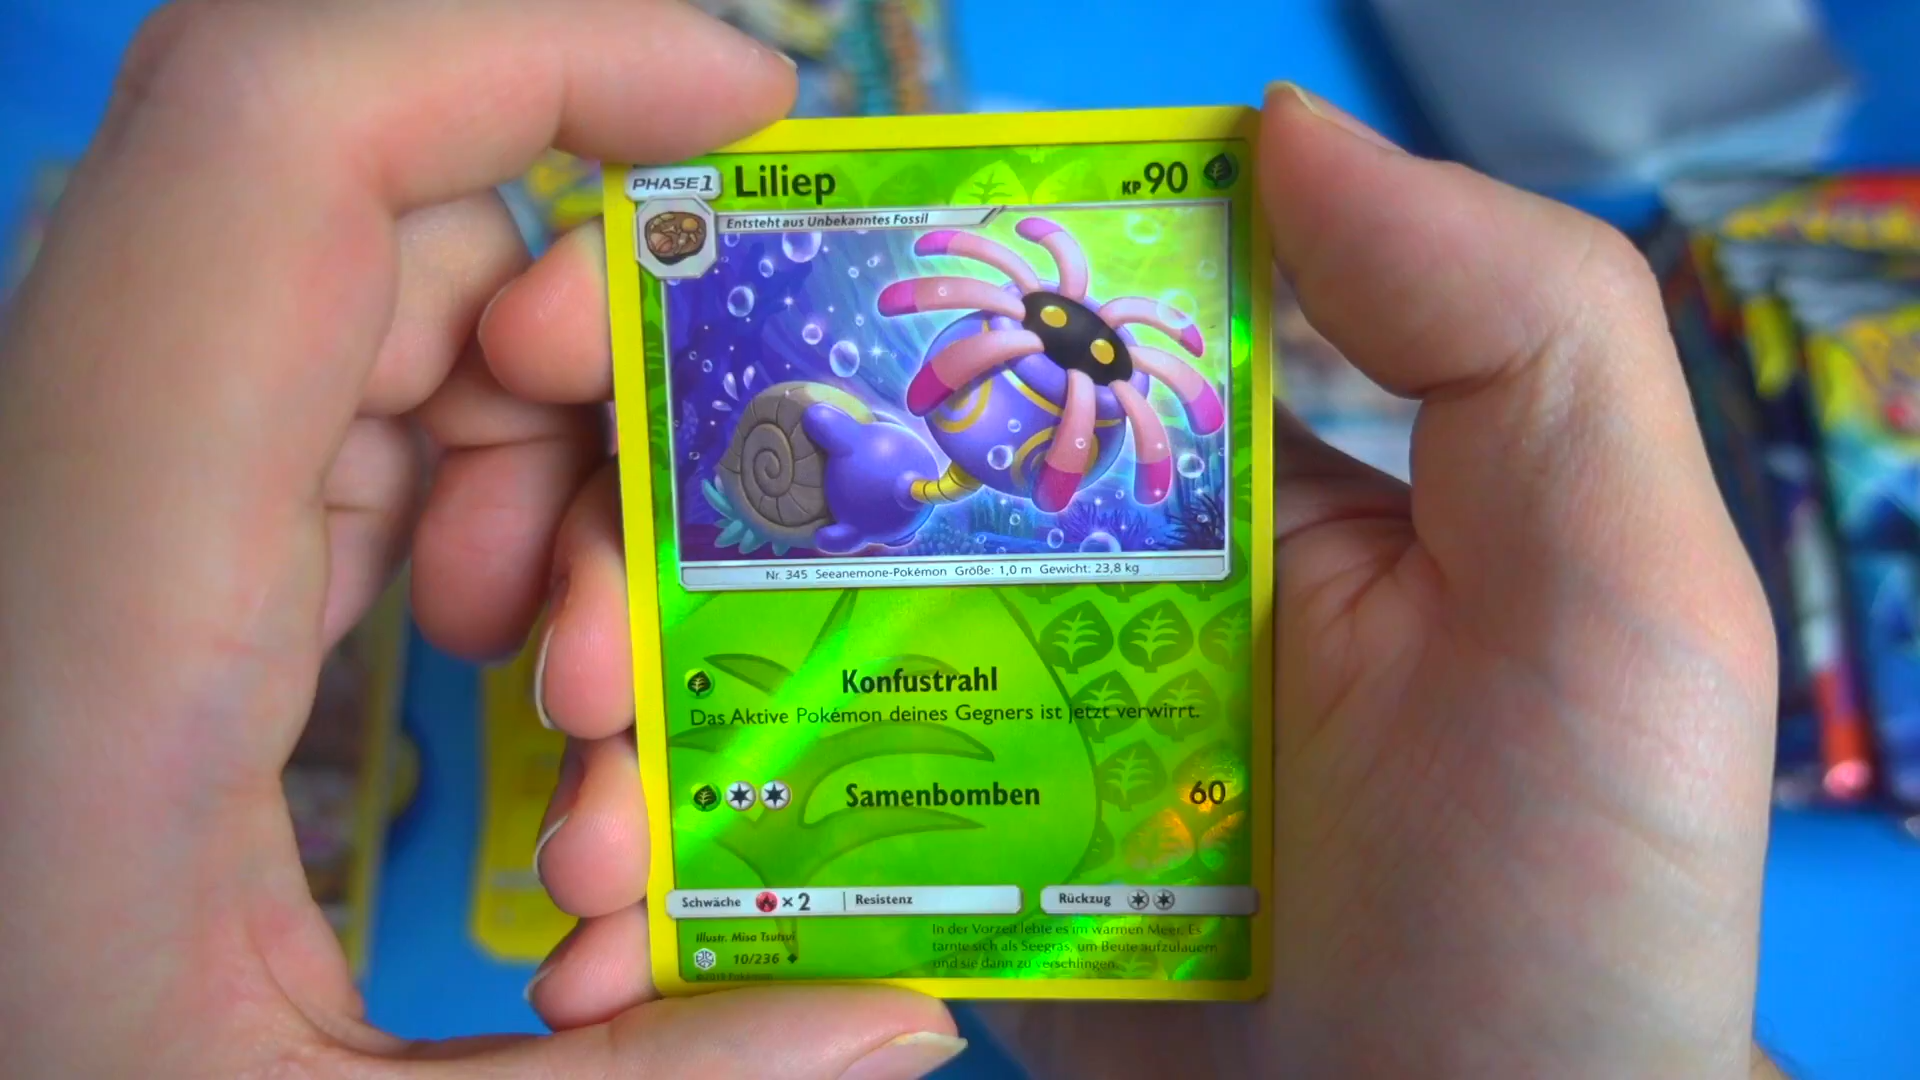 PHASE 1 Liliep KP 90
Entsteht aus Unbekanntes Fossil
Nr. 345 Seeanemone-Pokémon Größe: 1,0 m Gewicht: 23,8 kg
Konfustrahl
Das Aktive Pokémon deines Gegners ist jetzt verwirrt.
Samenbomben 60
Schwäche ×2 Resistenz Rückzug
Illustr. Misa Tsutsui
10/236
©2019 Pokémon
In der Vorzeit lebte es im warmen Meer. Es
tarnte sich als Seegras, um Beute aufzulauern
und sie dann zu verschlingen.